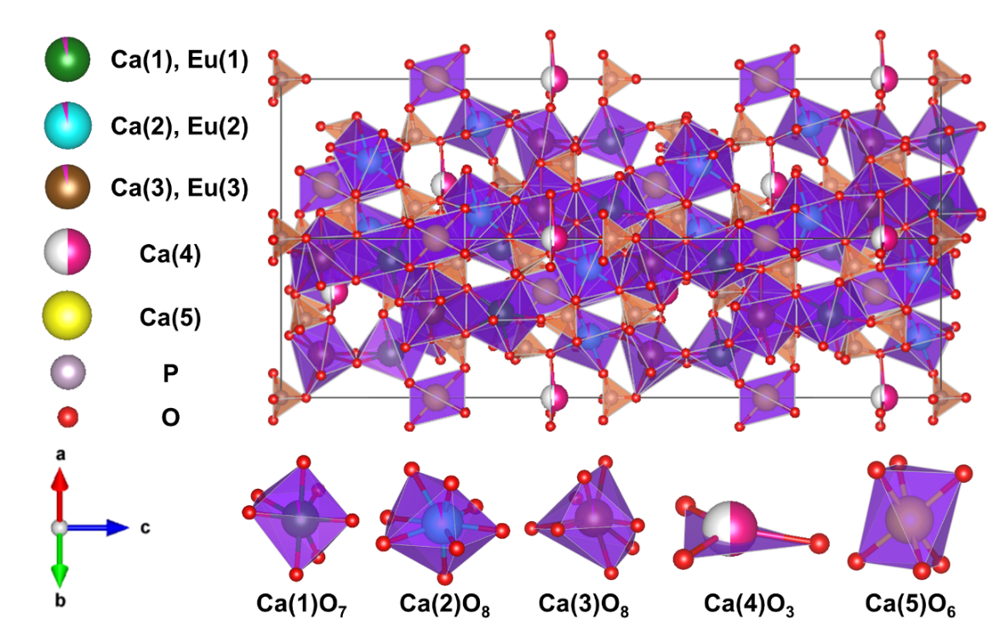 Ca(1), Eu(1)
Ca(2), Eu(2)
Ca(3), Eu(3)
Ca(4)
Ca(5)
P
O
a
c
b
Ca(1)O₇
Ca(2)O₈
Ca(3)O₈
Ca(4)O₃
Ca(5)O₆